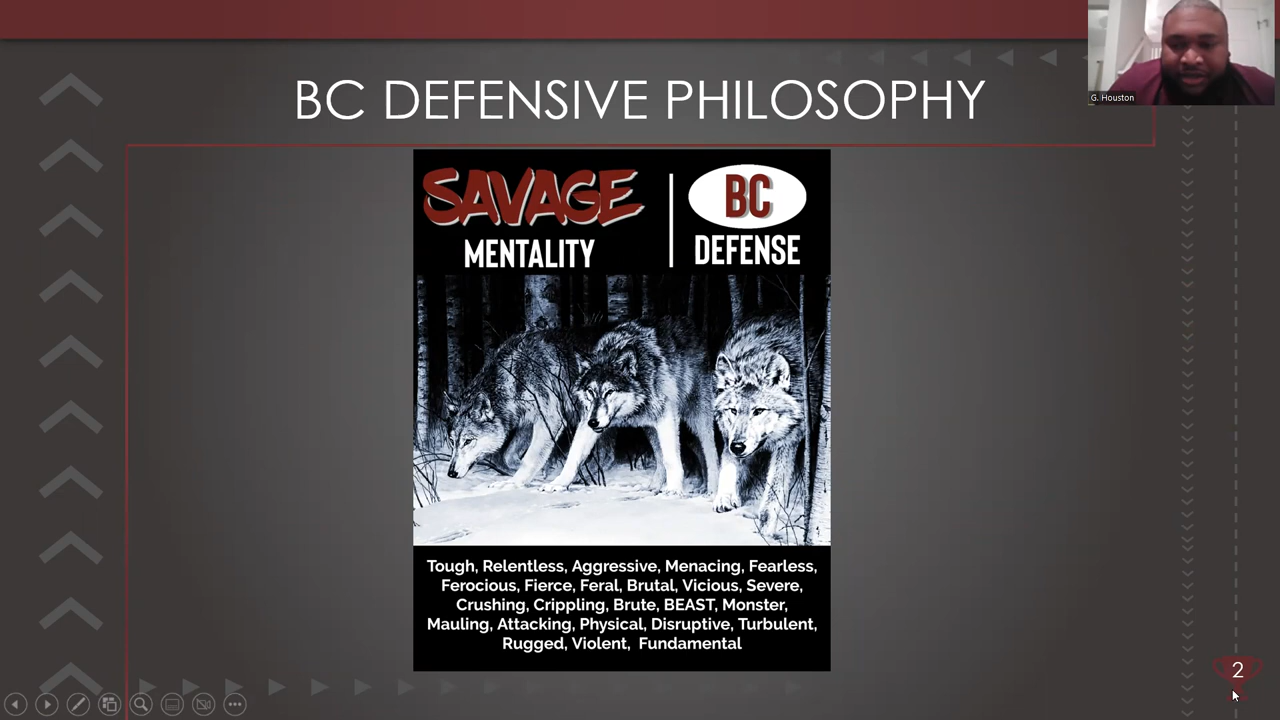 BC DEFENSIVE PHILOSOPHY
G. Houston
SAVAGE
MENTALITY
BC
DEFENSE
Tough, Relentless, Aggressive, Menacing, Fearless,
Ferocious, Fierce, Feral, Brutal, Vicious, Severe,
Crushing, Crippling, Brute, BEAST, Monster,
Mauling, Attacking, Physical, Disruptive, Turbulent,
Rugged, Violent, Fundamental
2